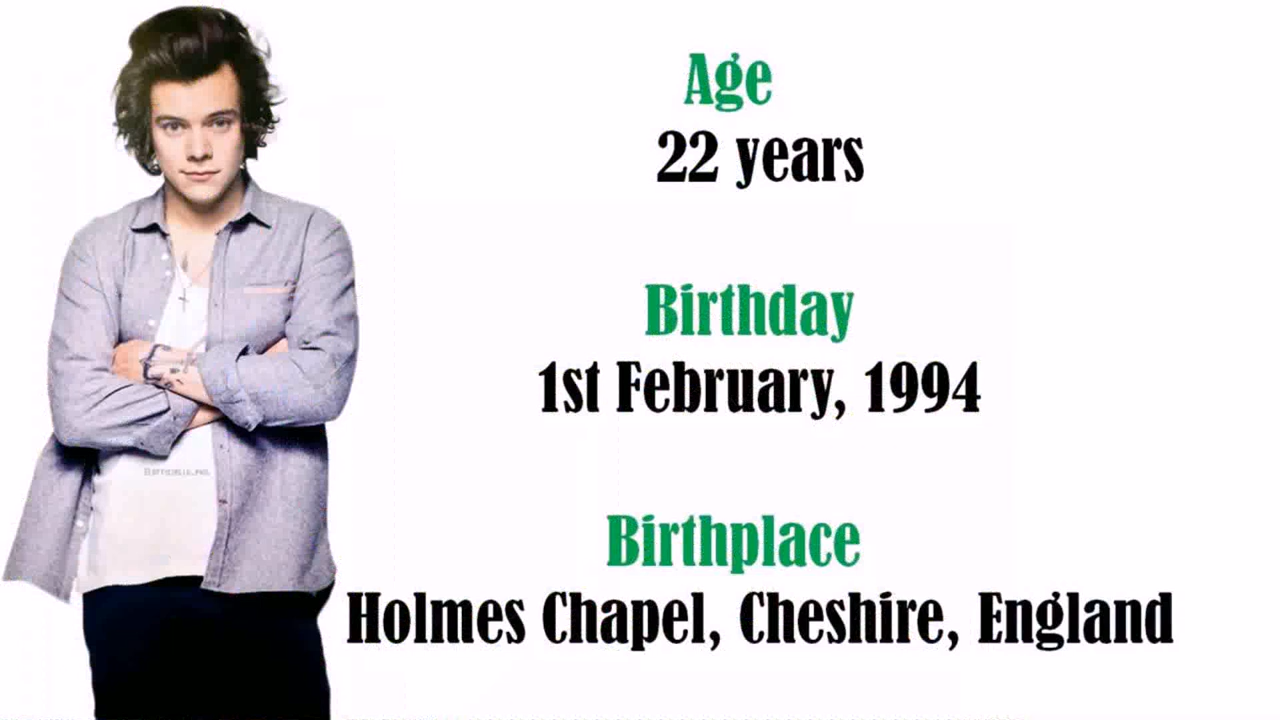 Age
22 years
Birthday
1st February, 1994
Birthplace
Holmes Chapel, Cheshire, England